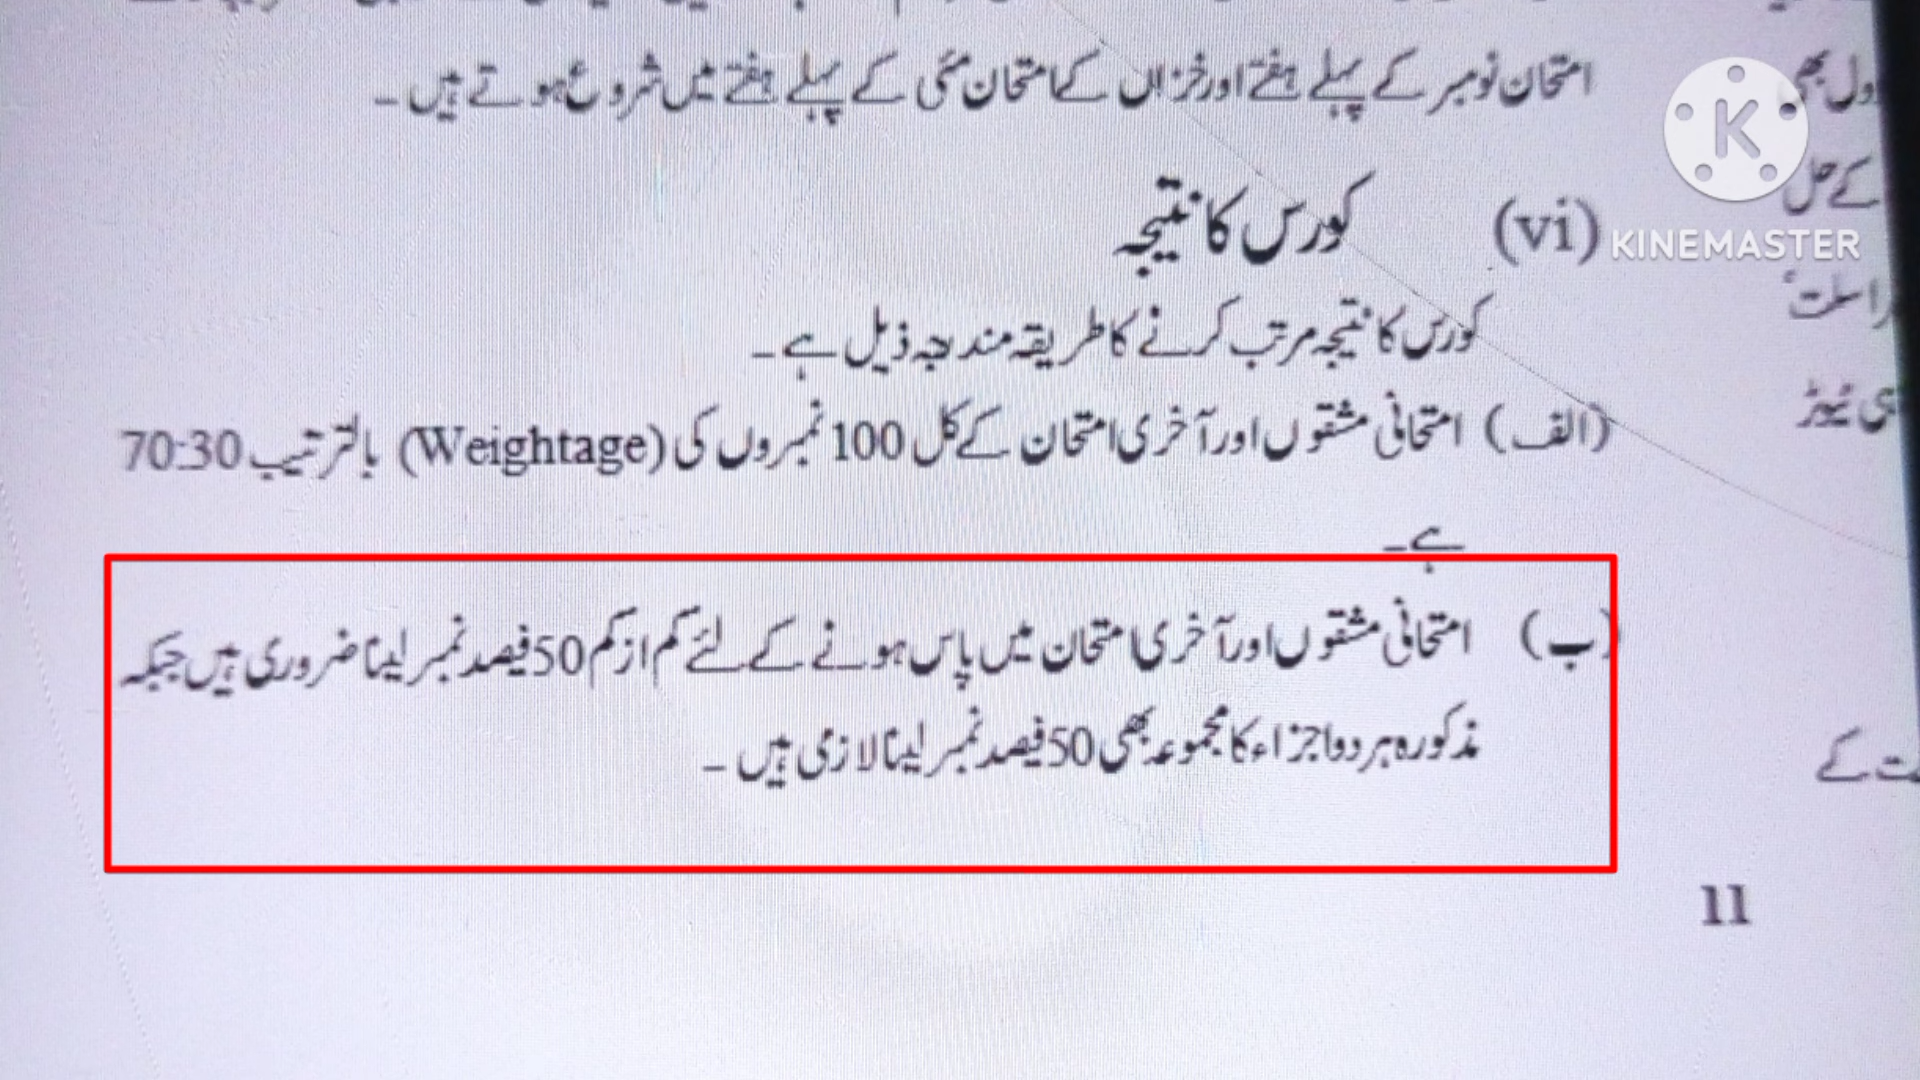 امتحان نومبر کے پہلے ہفتے اور خزاں کے امتحان مئی کے پہلے ہفتے میں شروع ہوتے ہیں۔
(vi) کورس کا نتیجہ
کورس کا نتیجہ مرتب کرنے کا طریقہ مندجہ ذیل ہے۔
(الف) امتحانی مشقوں اور آخری امتحان کے کل 100 نمبروں کی (Weightage) بالترتیب 70:30
ہے۔
(ب) امتحانی مشقوں اور آخری امتحان میں پاس ہونے کے لئے کم از کم 50 فیصد نمبر لینا ضروری ہیں جبکہ
مذکورہ ہر دو اجزاء کا مجموعہ بھی 50 فیصد نمبر لینا لازمی ہیں۔
11
کے حل
کے
K
KINEMASTER